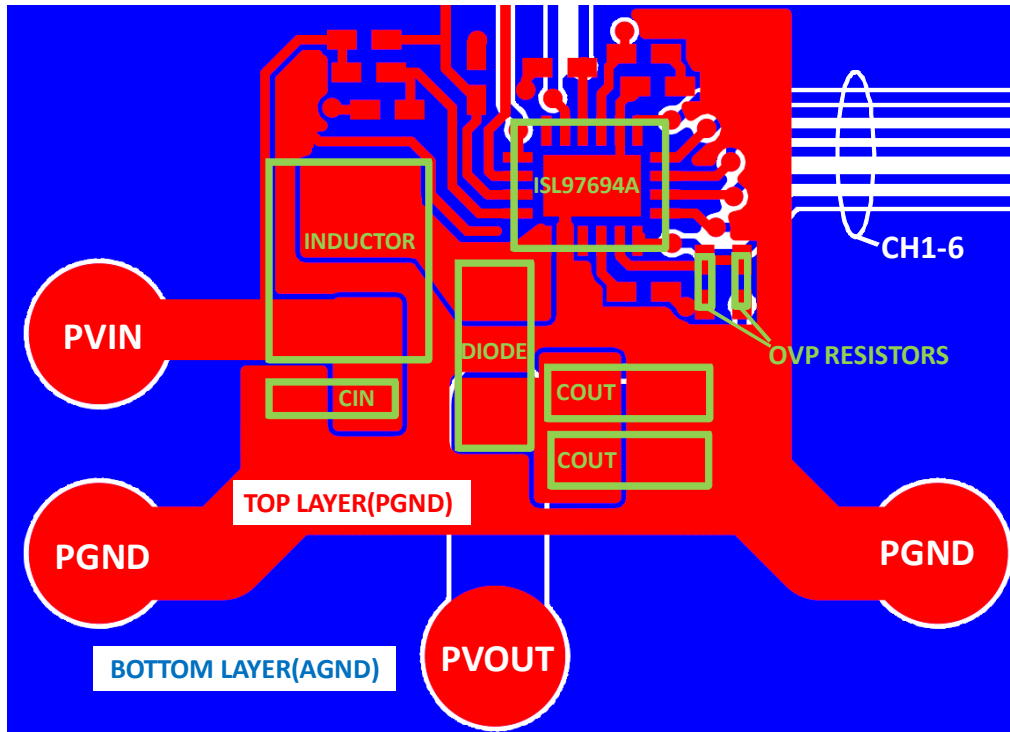 ISL97694A
INDUCTOR
CH1-6
PVIN
DIODE
OVP RESISTORS
CIN
COUT
COUT
TOP LAYER(PGND)
PGND
PGND
PVOUT
BOTTOM LAYER(AGND)